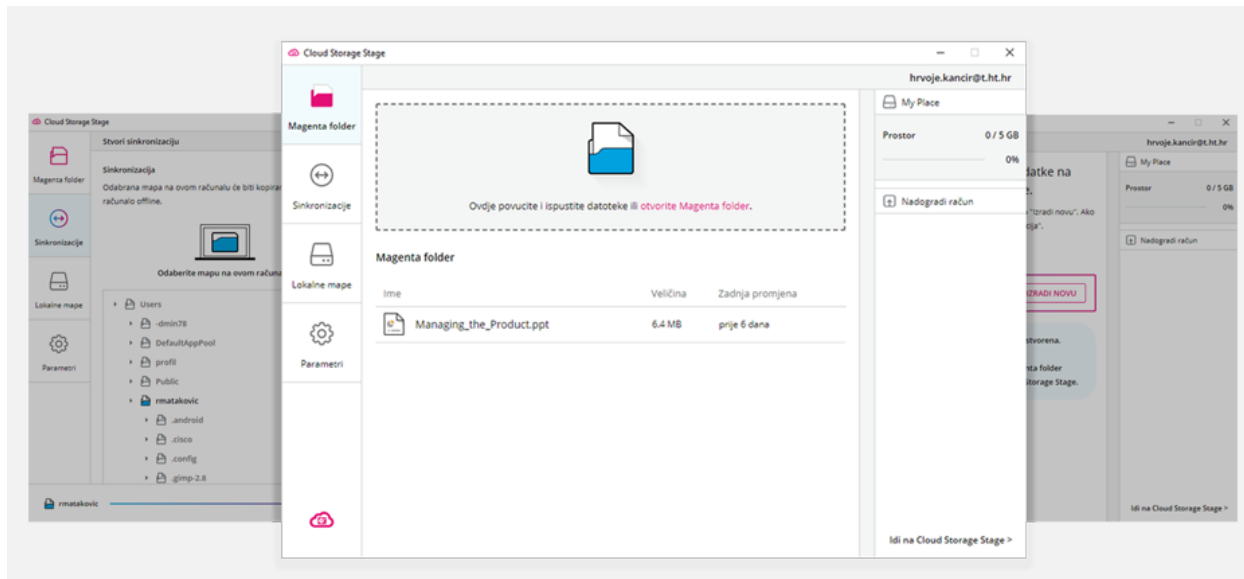 Cloud Storage Stage
hrvoje.kancir@t.ht.hr
Magenta folder
Sinkronizacije
Lokalne mape
Parametri
Ovdje povucite i ispustite datoteke ili otvorite Magenta folder.
Magenta folder
Ime Veličina Zadnja promjena
Managing_the_Product.ppt 6.4 MB prije 6 dana
My Place
Prostor 0 / 5 GB
0%
Nadogradi račun
Idi na Cloud Storage Stage >
Cloud Storage Stage
Magenta folder
Sinkronizacije
Lokalne mape
Parametri
Stvori sinkronizaciju
Sinkronizacija
Odabrana mapa na ovom računalu će biti
računalo offline.
Odaberite mapu na ovom
Users
-dmin78
DefaultAppPool
profil
Public
rmatakovic
.android
.cisco
.config
.gimp-2.8
rmatakovic
hrvoje.kancir@t.ht.hr
na
"Izradi novu". Ako
IZRADI NOVU
folder
Storage Stage.
My Place
Prostor 0 / 5 GB
0%
Nadogradi račun
Idi na Cloud Storage Stage >